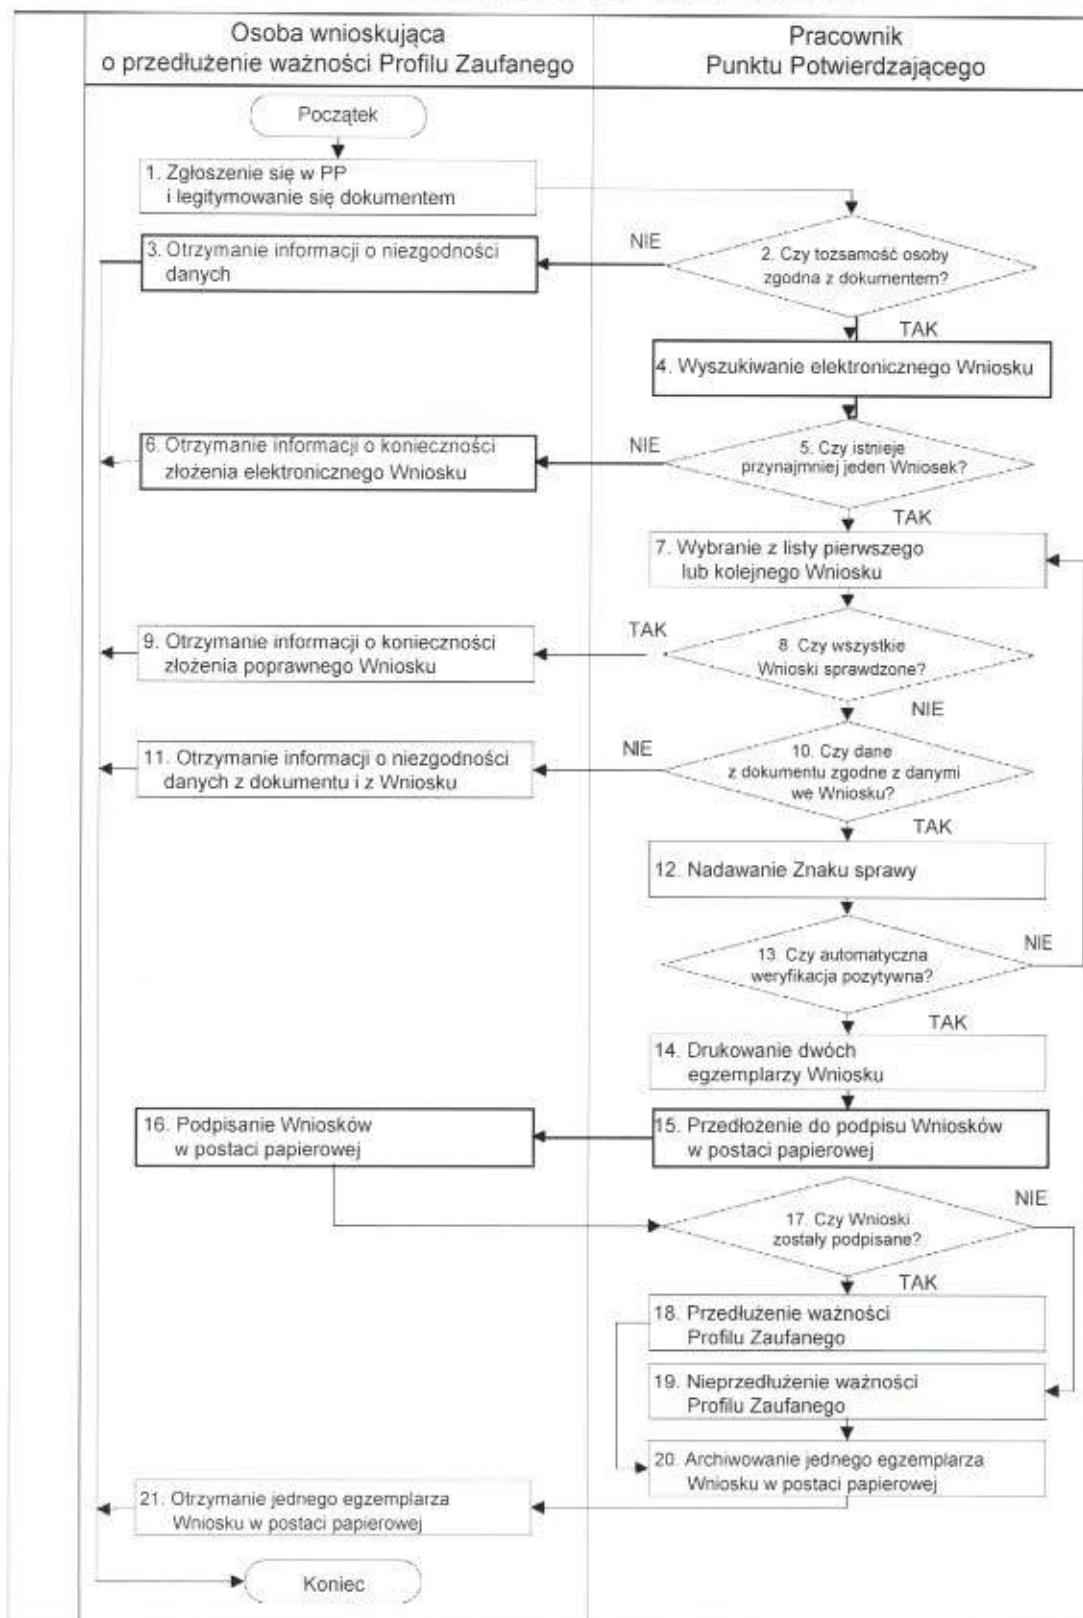 Osoba wnioskująca
o przedłużenie ważności Profilu Zaufanego
Pracownik
Punktu Potwierdzającego
Początek
1. Zgłoszenie się w PP
i legitymowanie się dokumentem
NIE
2. Czy tozsamość osoby
zgodna z dokumentem?
3. Otrzymanie informacji o niezgodności
danych
TAK
4. Wyszukiwanie elektronicznego Wniosku
NIE
5. Czy istnieje
przynajmniej jeden Wniosek?
6. Otrzymanie informacji o konieczności
złożenia elektronicznego Wniosku
TAK
7. Wybranie z listy pierwszego
lub kolejnego Wniosku
TAK
8. Czy wszystkie
Wnioski sprawdzone?
9. Otrzymanie informacji o konieczności
złożenia poprawnego Wniosku
NIE
NIE
10. Czy dane
z dokumentu zgodne z danymi
we Wniosku?
11. Otrzymanie informacji o niezgodności
danych z dokumentu i z Wniosku
TAK
12. Nadawanie Znaku sprawy
NIE
13. Czy automatyczna
weryfikacja pozytywna?
TAK
14. Drukowanie dwóch
egzemplarzy Wniosku
15. Przedłożenie do podpisu Wniosków
w postaci papierowej
16. Podpisanie Wniosków
w postaci papierowej
NIE
17. Czy Wnioski
zostały podpisane?
TAK
18. Przedłużenie ważności
Profilu Zaufanego
19. Nieprzedłużenie ważności
Profilu Zaufanego
20. Archiwowanie jednego egzemplarza
Wniosku w postaci papierowej
21. Otrzymanie jednego egzemplarza
Wniosku w postaci papierowej
Koniec